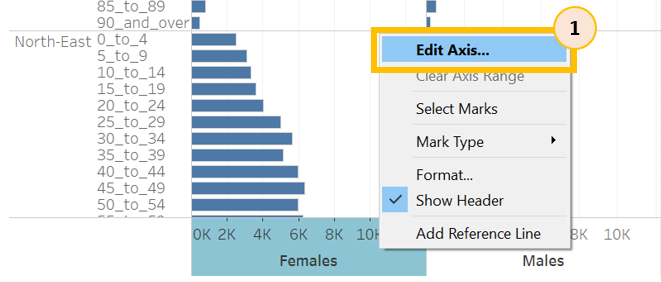 85_to_89
90_and_over
North-East 0_to_4
5_to_9
10_to_14
15_to_19
20_to_24
25_to_29
30_to_34
35_to_39
40_to_44
45_to_49
50_to_54
1
Edit Axis...
Clear Axis Range
Select Marks
Mark Type
Format...
Show Header
Add Reference Line
0K 2K 4K 6K 8K 10K 8K 10K
Females Males